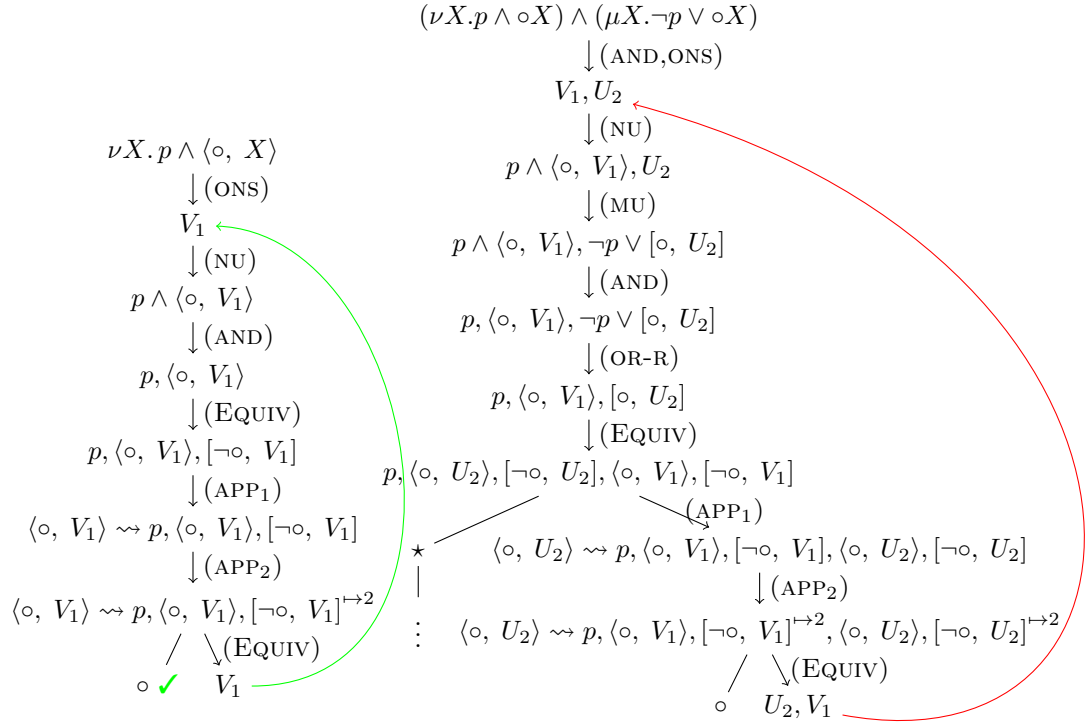 νX. p ∧ ⟨∘, X⟩
(ONS)
V₁
(NU)
p ∧ ⟨∘, V₁⟩
(AND)
p, ⟨∘, V₁⟩
(EQUIV)
p, ⟨∘, V₁⟩, [¬∘, V₁]
(APP₁)
⟨∘, V₁⟩ ⇝ p, ⟨∘, V₁⟩, [¬∘, V₁]
(APP₂)
⟨∘, V₁⟩ ⇝ p, ⟨∘, V₁⟩, [¬∘, V₁]^{↦2}
(EQUIV)
∘ ✓ V₁
(νX.p ∧ ∘X) ∧ (μX.¬p ∨ ∘X)
(AND,ONS)
V₁, U₂
(NU)
p ∧ ⟨∘, V₁⟩, U₂
(MU)
p ∧ ⟨∘, V₁⟩, ¬p ∨ [∘, U₂]
(AND)
p, ⟨∘, V₁⟩, ¬p ∨ [∘, U₂]
(OR-R)
p, ⟨∘, V₁⟩, [∘, U₂]
(EQUIV)
p, ⟨∘, U₂⟩, [¬∘, U₂], ⟨∘, V₁⟩, [¬∘, V₁]
(APP₁)
⋆ ⟨∘, U₂⟩ ⇝ p, ⟨∘, V₁⟩, [¬∘, V₁], ⟨∘, U₂⟩, [¬∘, U₂]
(APP₂)
⋮ ⟨∘, U₂⟩ ⇝ p, ⟨∘, V₁⟩, [¬∘, V₁]^{↦2}, ⟨∘, U₂⟩, [¬∘, U₂]^{↦2}
(EQUIV)
∘ U₂, V₁